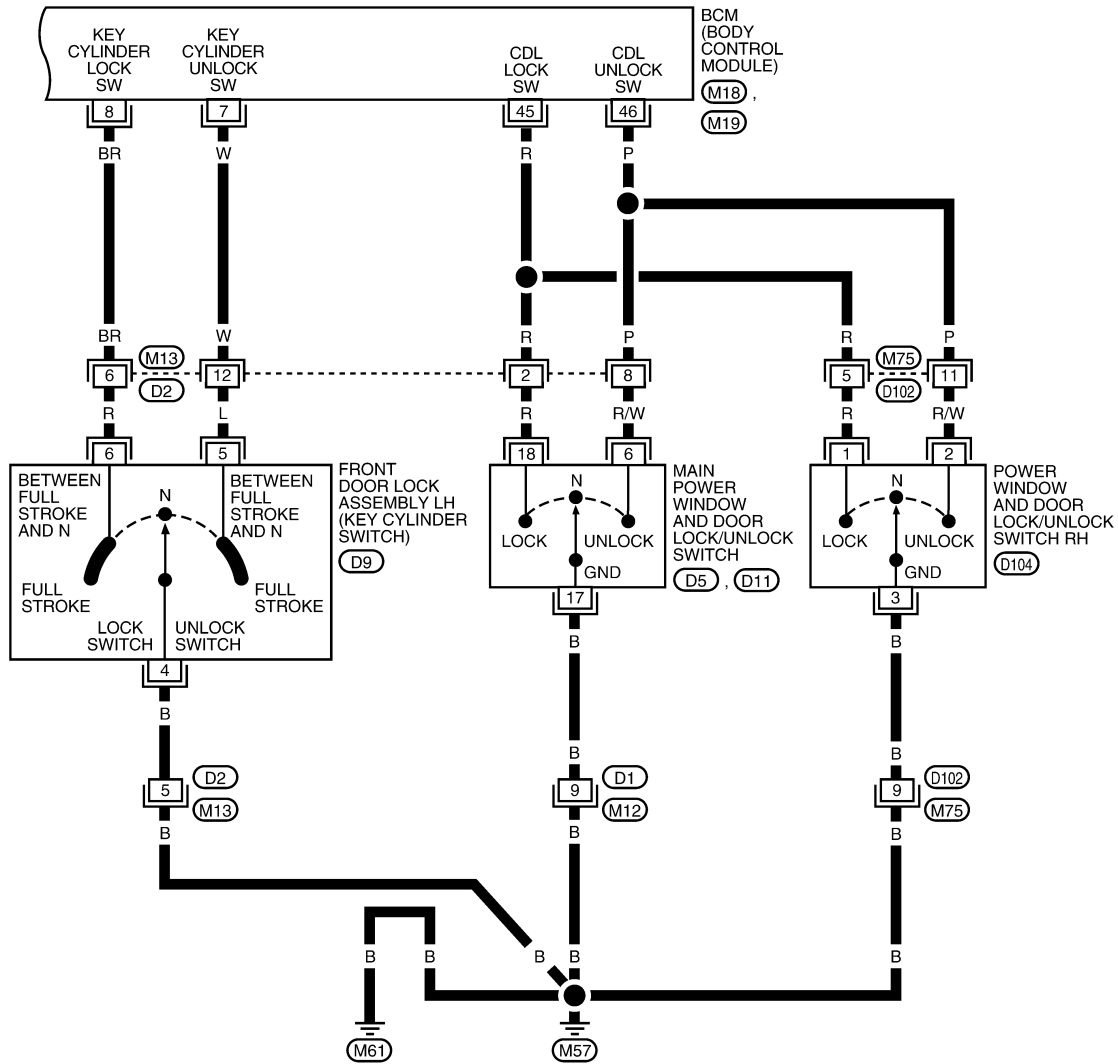 BCM
(BODY
CONTROL
MODULE)
M18 ,
M19
KEY
CYLINDER
LOCK
SW
KEY
CYLINDER
UNLOCK
SW
CDL
LOCK
SW
CDL
UNLOCK
SW
8
7
45
46
BR
W
R
P
BR
W
R
P
R
P
6
M13
D2
12
2
8
5
M75
D102
11
R
L
R
R/W
R
R/W
6
5
18
6
1
2
BETWEEN
FULL
STROKE
AND N
N
BETWEEN
FULL
STROKE
AND N
FULL
STROKE
FULL
STROKE
LOCK
SWITCH
UNLOCK
SWITCH
FRONT
DOOR LOCK
ASSEMBLY LH
(KEY CYLINDER
SWITCH)
D9
N
LOCK
UNLOCK
GND
MAIN
POWER
WINDOW
AND DOOR
LOCK/UNLOCK
SWITCH
D5 , D11
N
LOCK
UNLOCK
GND
POWER
WINDOW
AND DOOR
LOCK/UNLOCK
SWITCH RH
D104
4
17
3
B
B
B
B
B
5
D2
M13
9
D1
M12
9
D102
M75
B
B
B
B
B
B
B
B
M61
M57